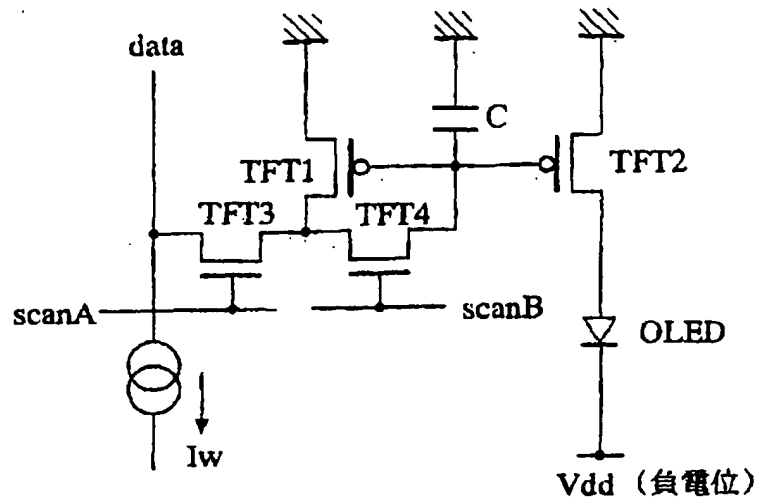 data
C
TFT1
TFT2
TFT3
TFT4
scanA
scanB
OLED
Iw
Vdd (負電位)